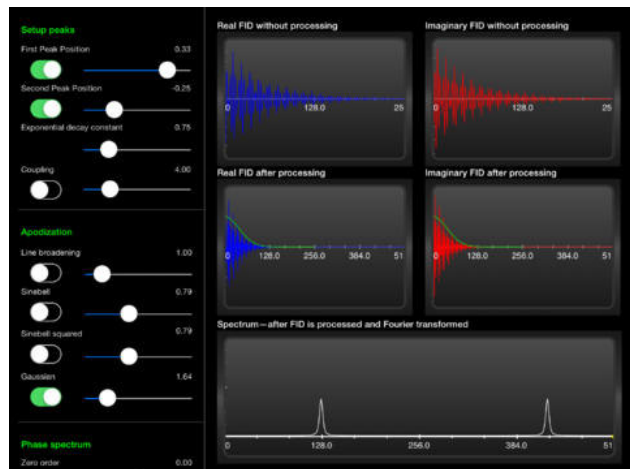 Setup peaks
First Peak Position 0.33
Second Peak Position -0.25
Exponential decay constant 0.75
Coupling 4.00
Apodization
Line broadening 1.00
Sinebell 0.79
Sinebell squared 0.79
Gaussian 1.64
Phase spectrum
Zero order 0.00
Real FID without processing
0 128.0 25
Imaginary FID without processing
0 128.0 25
Real FID after processing
0 128.0 256.0 384.0 51
Imaginary FID after processing
0 128.0 256.0 384.0 51
Spectrum—after FID is processed and Fourier transformed
0 128.0 256.0 384.0 51